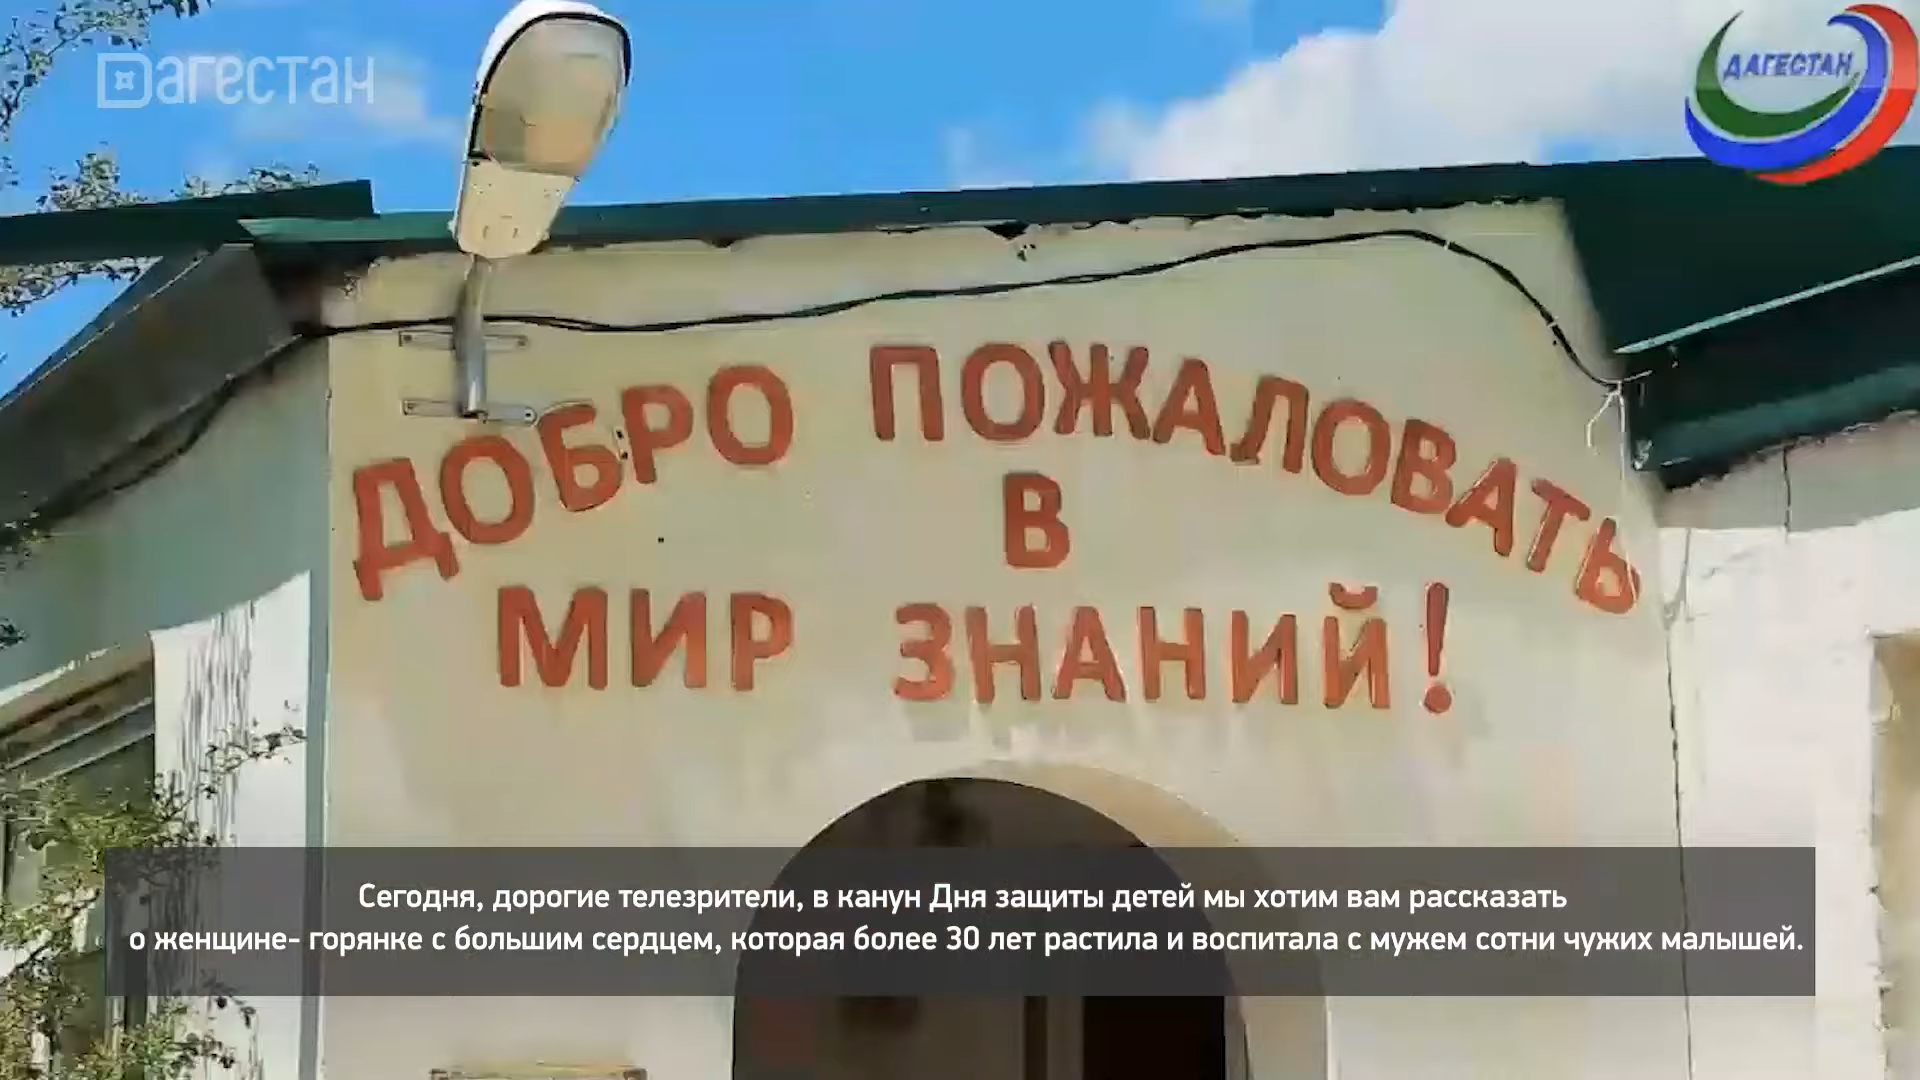 Дагестан
ДАГЕСТАН
ДОБРО ПОЖАЛОВАТЬ
В
МИР ЗНАНИЙ!
Сегодня, дорогие телезрители, в канун Дня защиты детей мы хотим вам рассказать
о женщине- горянке с большим сердцем, которая более 30 лет растила и воспитала с мужем сотни чужих малышей.